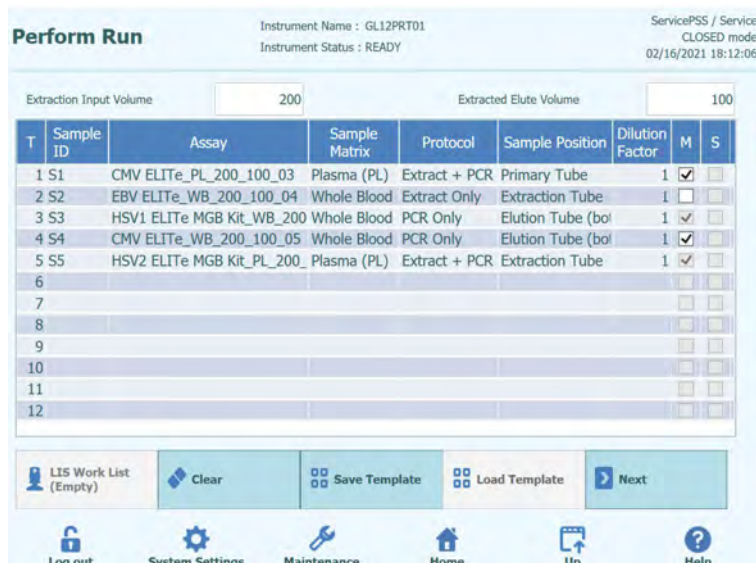 Perform Run
Instrument Name : GL12PRT01
Instrument Status : READY
ServicePSS / Service
CLOSED mode
02/16/2021 18:12:06
Extraction Input Volume 200 Extracted Elute Volume 100
T Sample ID Assay Sample Matrix Protocol Sample Position Dilution Factor M S
1 S1 CMV ELITe_PL_200_100_03 Plasma (PL) Extract + PCR Primary Tube 1
2 S2 EBV ELITe_WB_200_100_04 Whole Blood Extract Only Extraction Tube 1
3 S3 HSV1 ELITe MGB Kit_WB_200 Whole Blood PCR Only Elution Tube (bot 1
4 S4 CMV ELITe_WB_200_100_05 Whole Blood PCR Only Elution Tube (bot 1
5 S5 HSV2 ELITe MGB Kit_PL_200_ Plasma (PL) Extract + PCR Extraction Tube 1
6
7
8
9
10
11
12
LIS Work List (Empty) Clear Save Template Load Template Next
Log out System Settings Maintenance Home Up Help